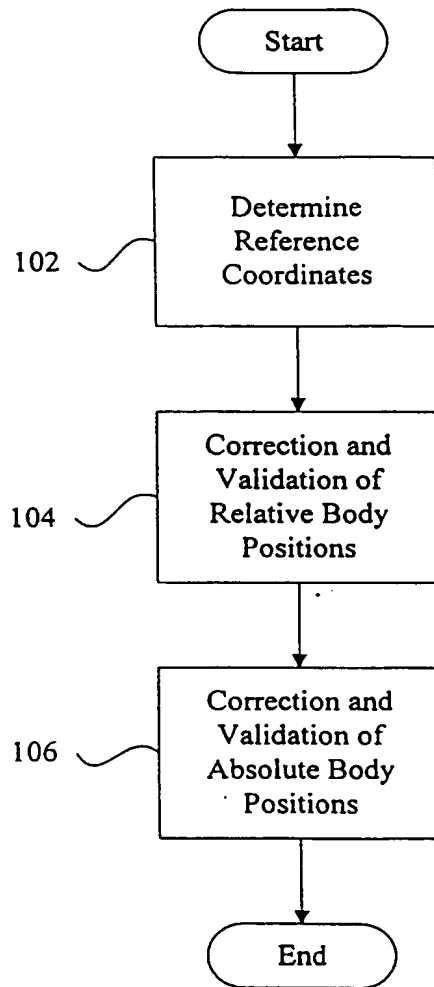 Start
Determine
Reference
Coordinates
102
Correction and
Validation of
Relative Body
Positions
104
Correction and
Validation of
Absolute Body
Positions
106
End